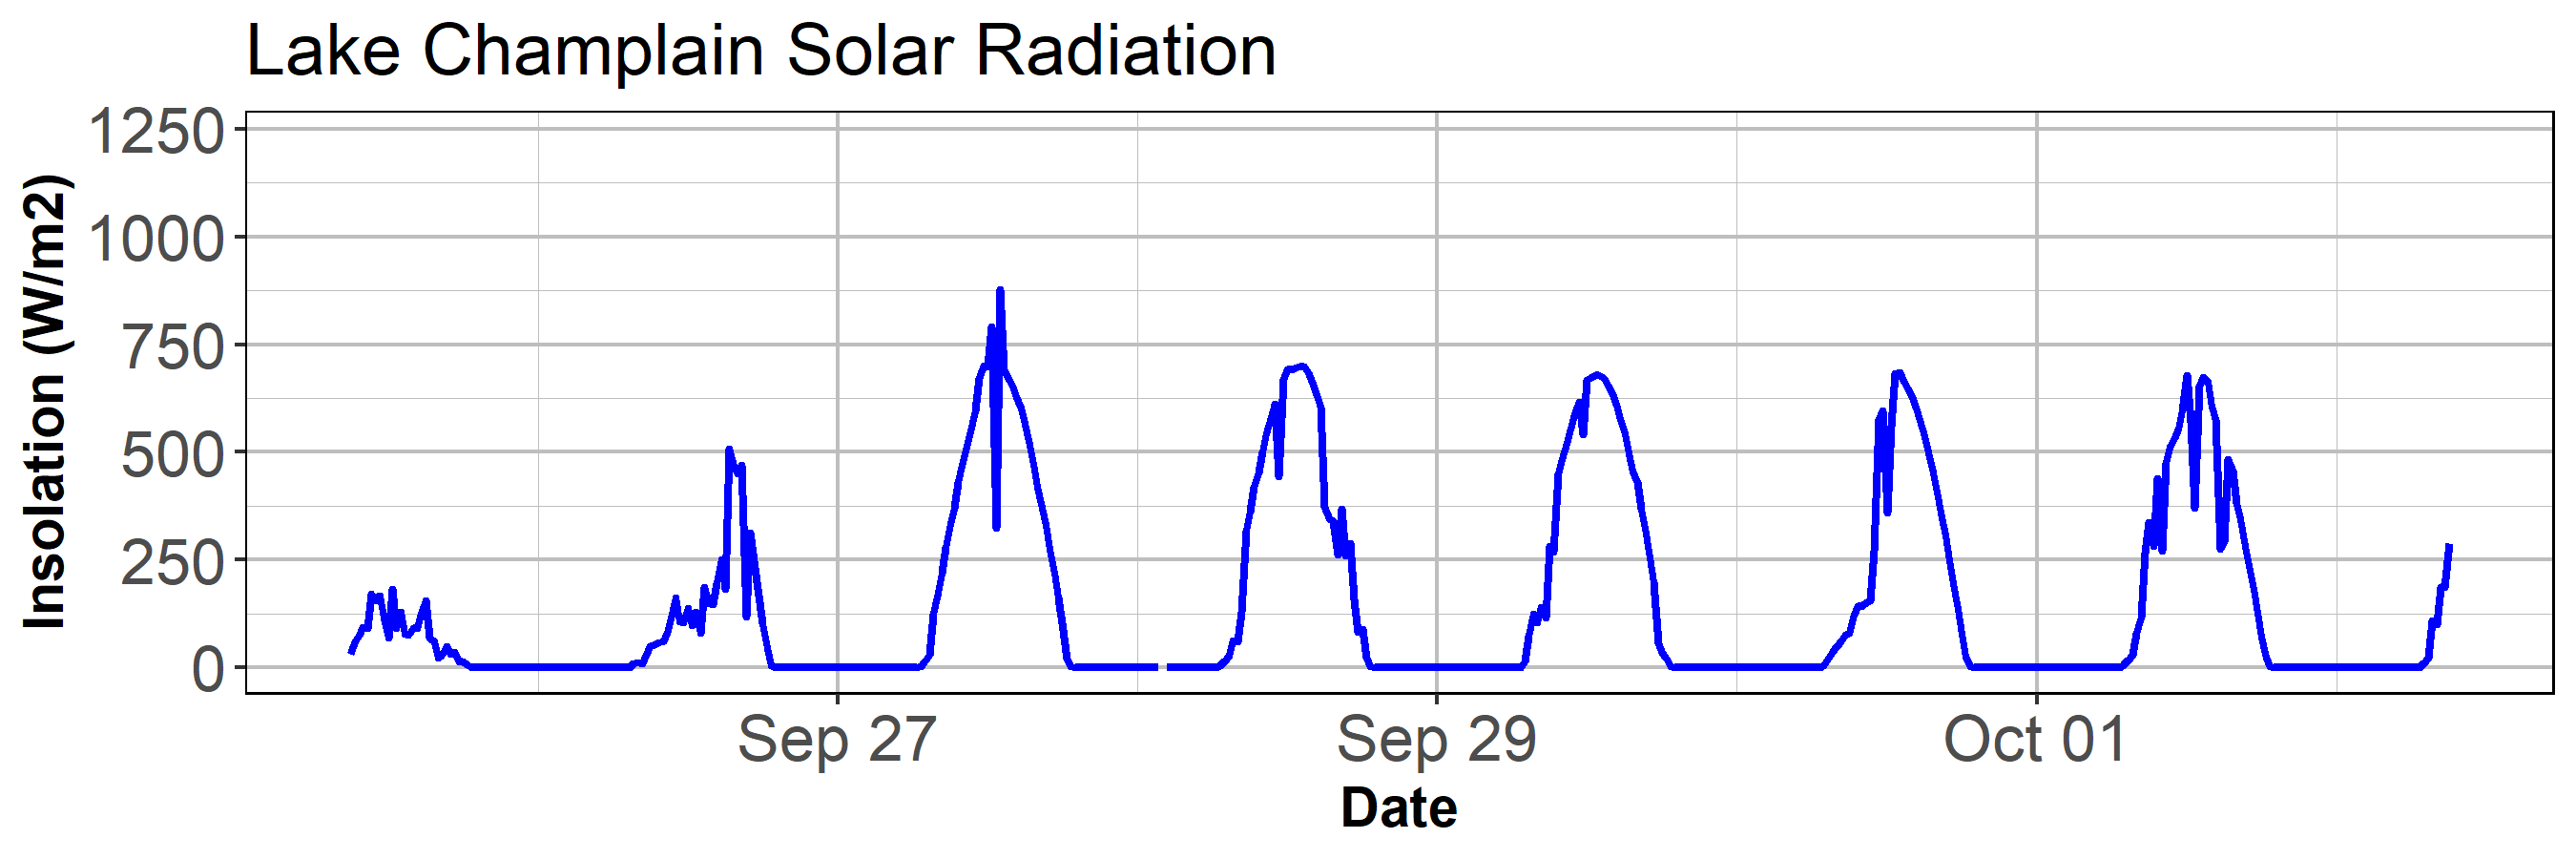 Lake Champlain Solar Radiation
Insolation (W/m2)
1250
1000
750
500
250
0
Sep 27
Sep 29
Oct 01
Date